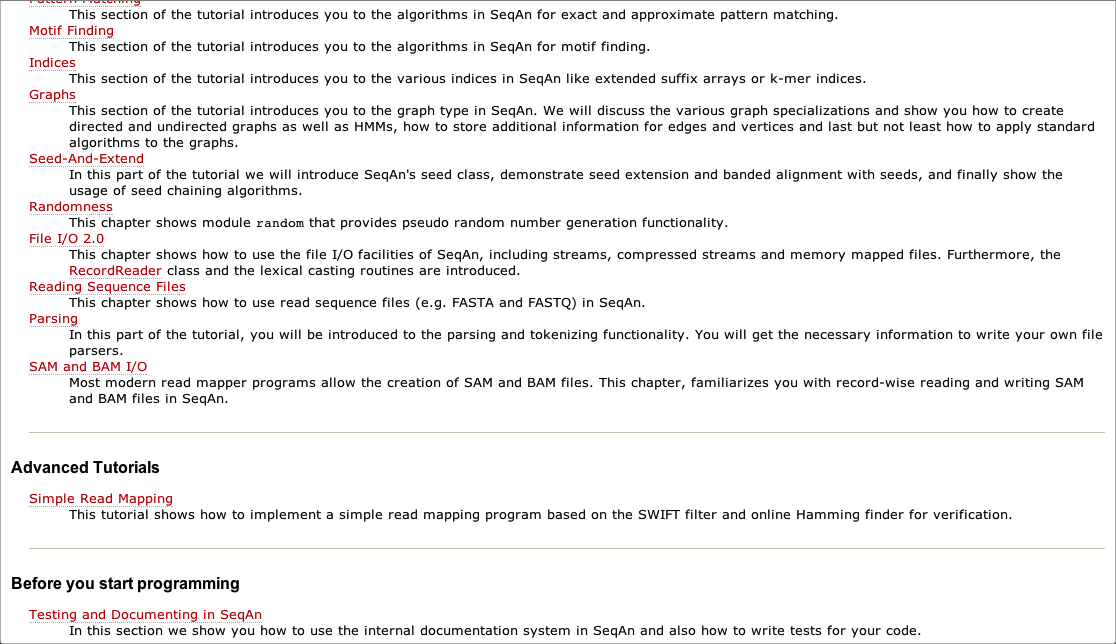 Pattern Matching
This section of the tutorial introduces you to the algorithms in SeqAn for exact and approximate pattern matching.
Motif Finding
This section of the tutorial introduces you to the algorithms in SeqAn for motif finding.
Indices
This section of the tutorial introduces you to the various indices in SeqAn like extended suffix arrays or k-mer indices.
Graphs
This section of the tutorial introduces you to the graph type in SeqAn. We will discuss the various graph specializations and show you how to create
directed and undirected graphs as well as HMMs, how to store additional information for edges and vertices and last but not least how to apply standard
algorithms to the graphs.
Seed-And-Extend
In this part of the tutorial we will introduce SeqAn's seed class, demonstrate seed extension and banded alignment with seeds, and finally show the
usage of seed chaining algorithms.
Randomness
This chapter shows module random that provides pseudo random number generation functionality.
File I/O 2.0
This chapter shows how to use the file I/O facilities of SeqAn, including streams, compressed streams and memory mapped files. Furthermore, the
RecordReader class and the lexical casting routines are introduced.
Reading Sequence Files
This chapter shows how to use read sequence files (e.g. FASTA and FASTQ) in SeqAn.
Parsing
In this part of the tutorial, you will be introduced to the parsing and tokenizing functionality. You will get the necessary information to write your own file
parsers.
SAM and BAM I/O
Most modern read mapper programs allow the creation of SAM and BAM files. This chapter, familiarizes you with record-wise reading and writing SAM
and BAM files in SeqAn.
Advanced Tutorials
Simple Read Mapping
This tutorial shows how to implement a simple read mapping program based on the SWIFT filter and online Hamming finder for verification.
Before you start programming
Testing and Documenting in SeqAn
In this section we show you how to use the internal documentation system in SeqAn and also how to write tests for your code.